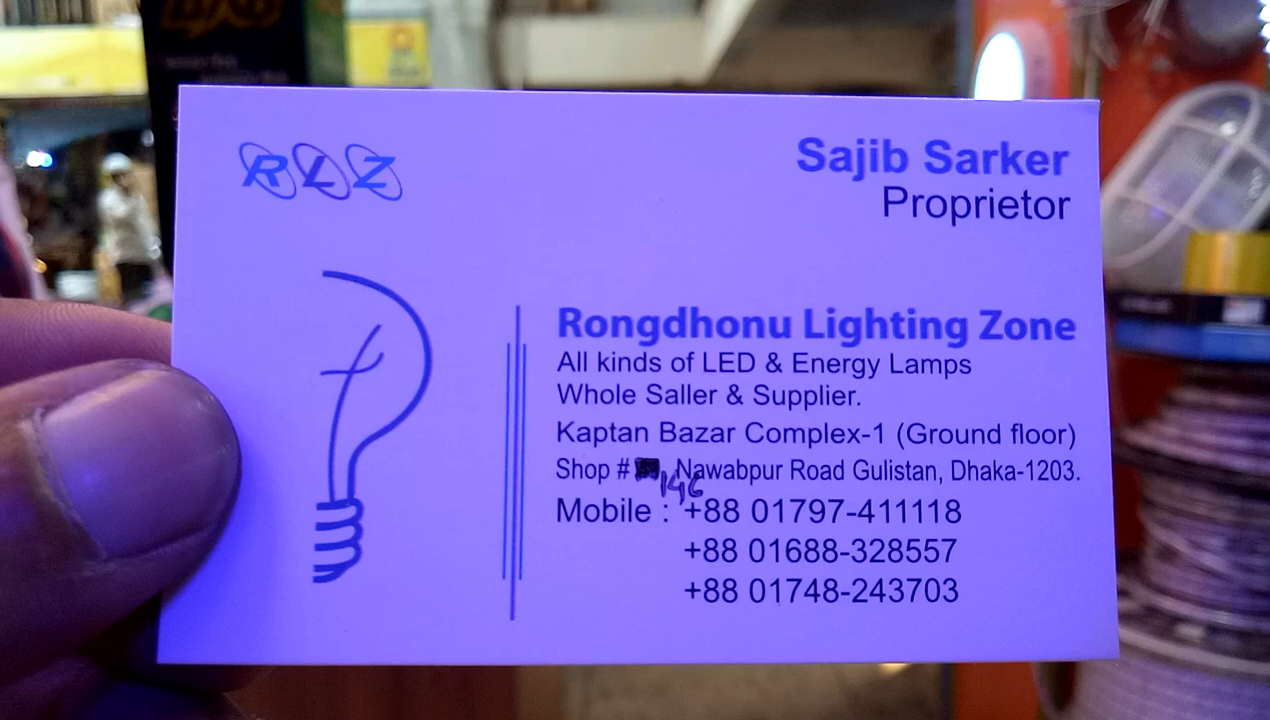 RLZ
Sajib Sarker
Proprietor
Rongdhonu Lighting Zone
All kinds of LED & Energy Lamps
Whole Saller & Supplier.
Kaptan Bazar Complex-1 (Ground floor)
Shop # 146 Nawabpur Road Gulistan, Dhaka-1203.
Mobile : +88 01797-411118
+88 01688-328557
+88 01748-243703